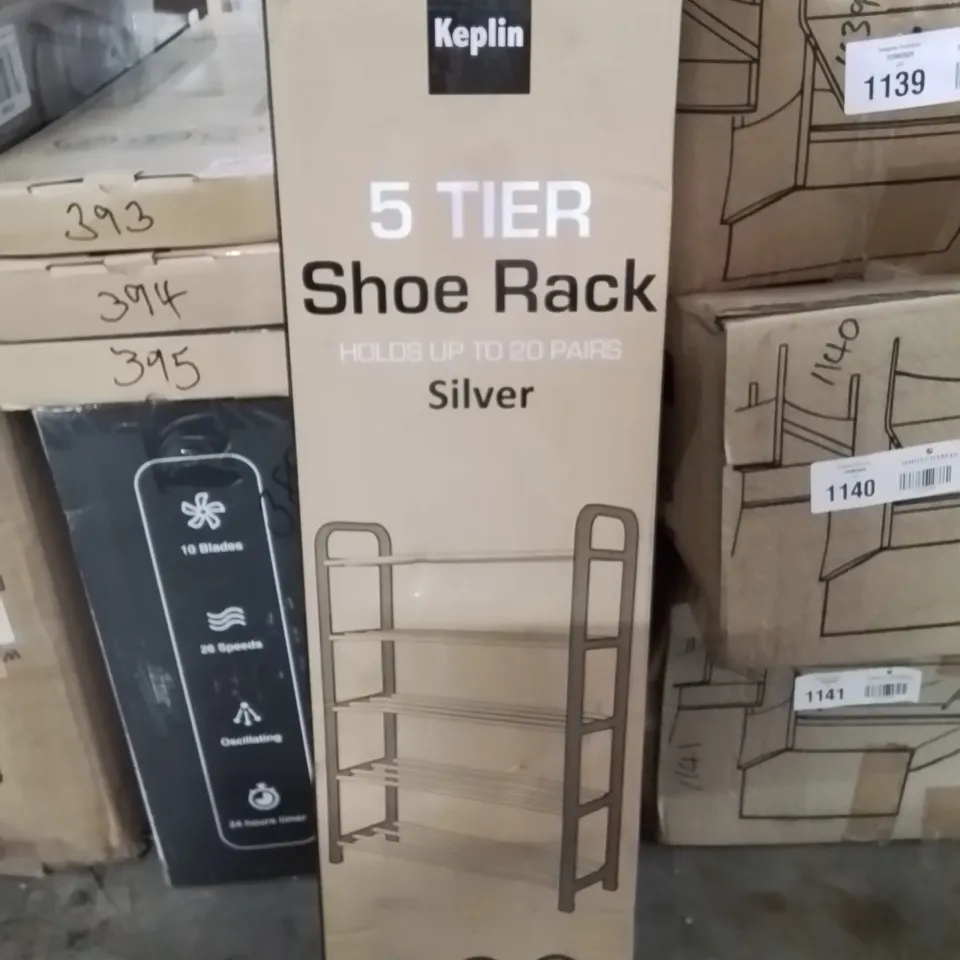 Keplin
5 TIER
Shoe Rack
HOLDS UP TO 20 PAIRS
Silver
393
394
395
10 Blades
26 Speeds
Oscillating
24 hours timer
1139
1140
1140
1141
1141